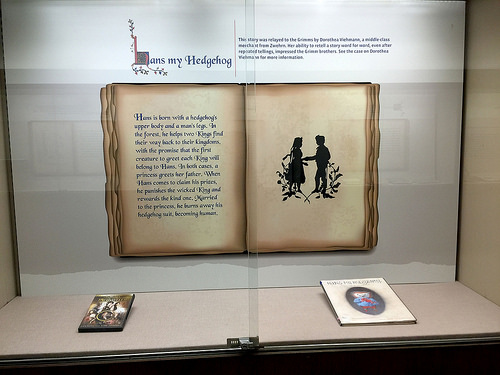 Hans my Hedgehog
This story was relayed to the Grimms by Dorothea Viehmann, a middle class
merchant from Zwehrn. Her ability to retell a story word for word, even after
repeated tellings, impressed the Grimm brothers. See the case on Dorothea
Viehmann for more information.
Hans is born with a hedgehog's
upper body and a man's legs. In
the forest, he helps two Kings find
their way back to their kingdoms,
with the promise that the first
creature to greet each King will
belong to Hans. In both cases, a
princess greets her father. When
Hans comes to claim his prizes,
he punishes the wicked King and
rewards the kind one. Married
to the princess, he burns away his
hedgehog suit, becoming human.
HANS MY HEDGEHOG